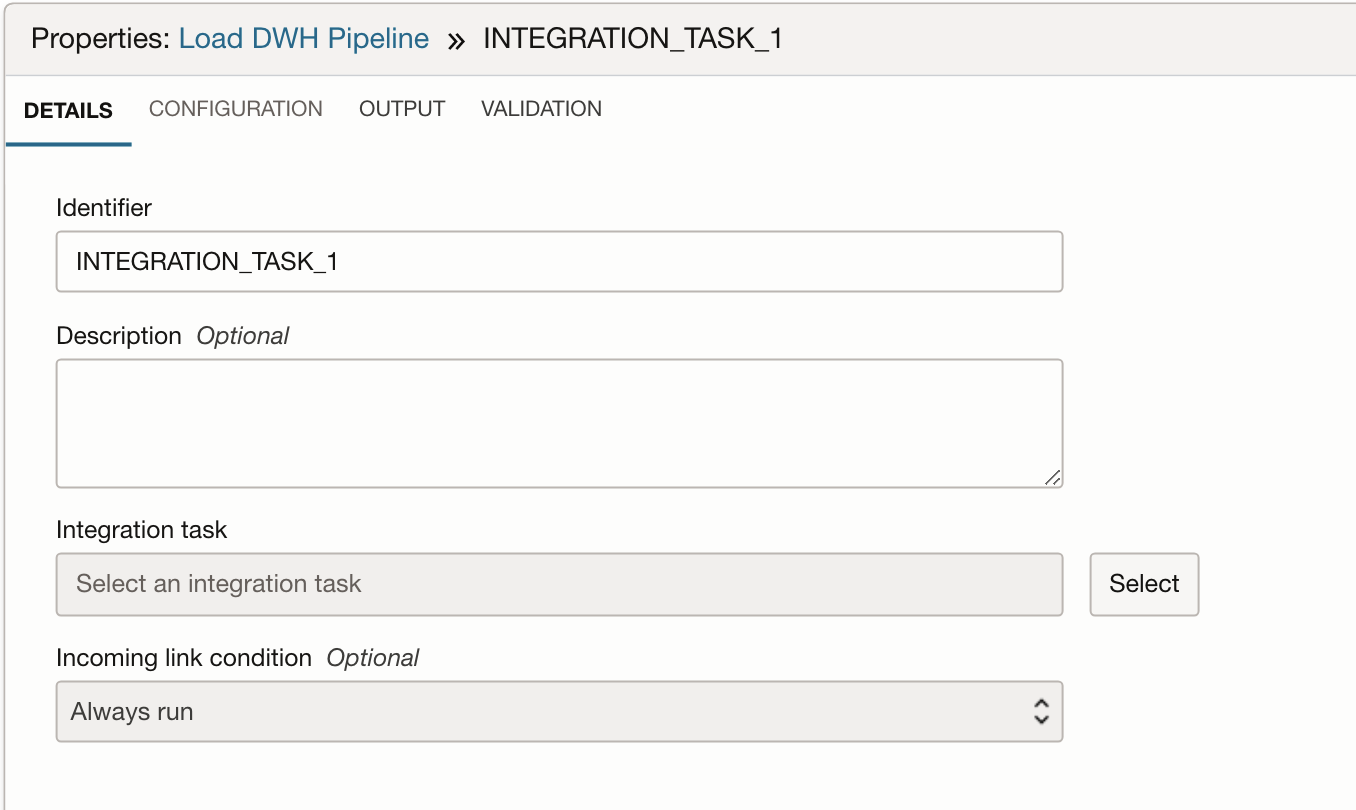 Properties: Load DWH Pipeline » INTEGRATION_TASK_1
DETAILS CONFIGURATION OUTPUT VALIDATION
Identifier
INTEGRATION_TASK_1
Description Optional
Integration task
Select an integration task Select
Incoming link condition Optional
Always run